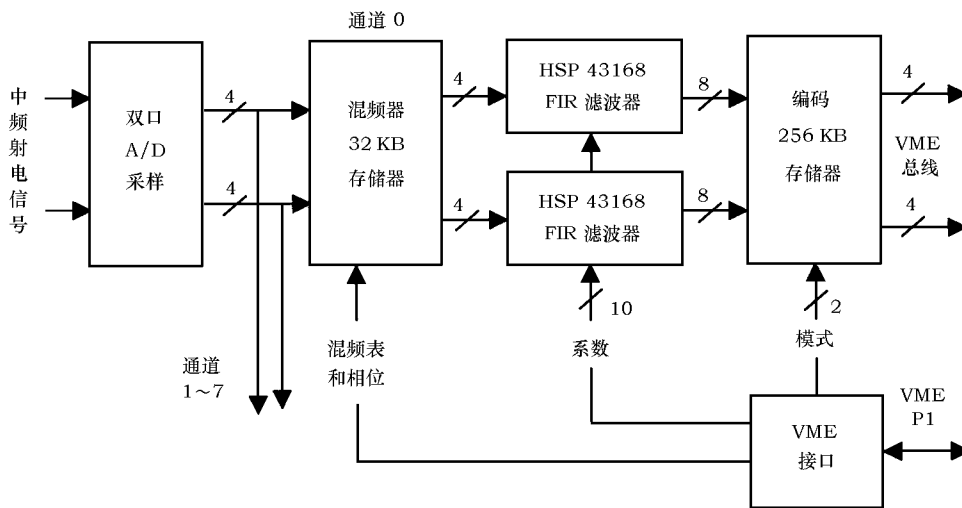 通道 0
中频射电信号
双口
A/D
采样
4
4
混频器
32 KB
存储器
4
4
HSP 43168
FIR 滤波器
HSP 43168
FIR 滤波器
8
8
编码
256 KB
存储器
4
VME
总线
4
通道
1～7
混频表
和相位
10
系数
2
模式
VME
接口
VME
P1